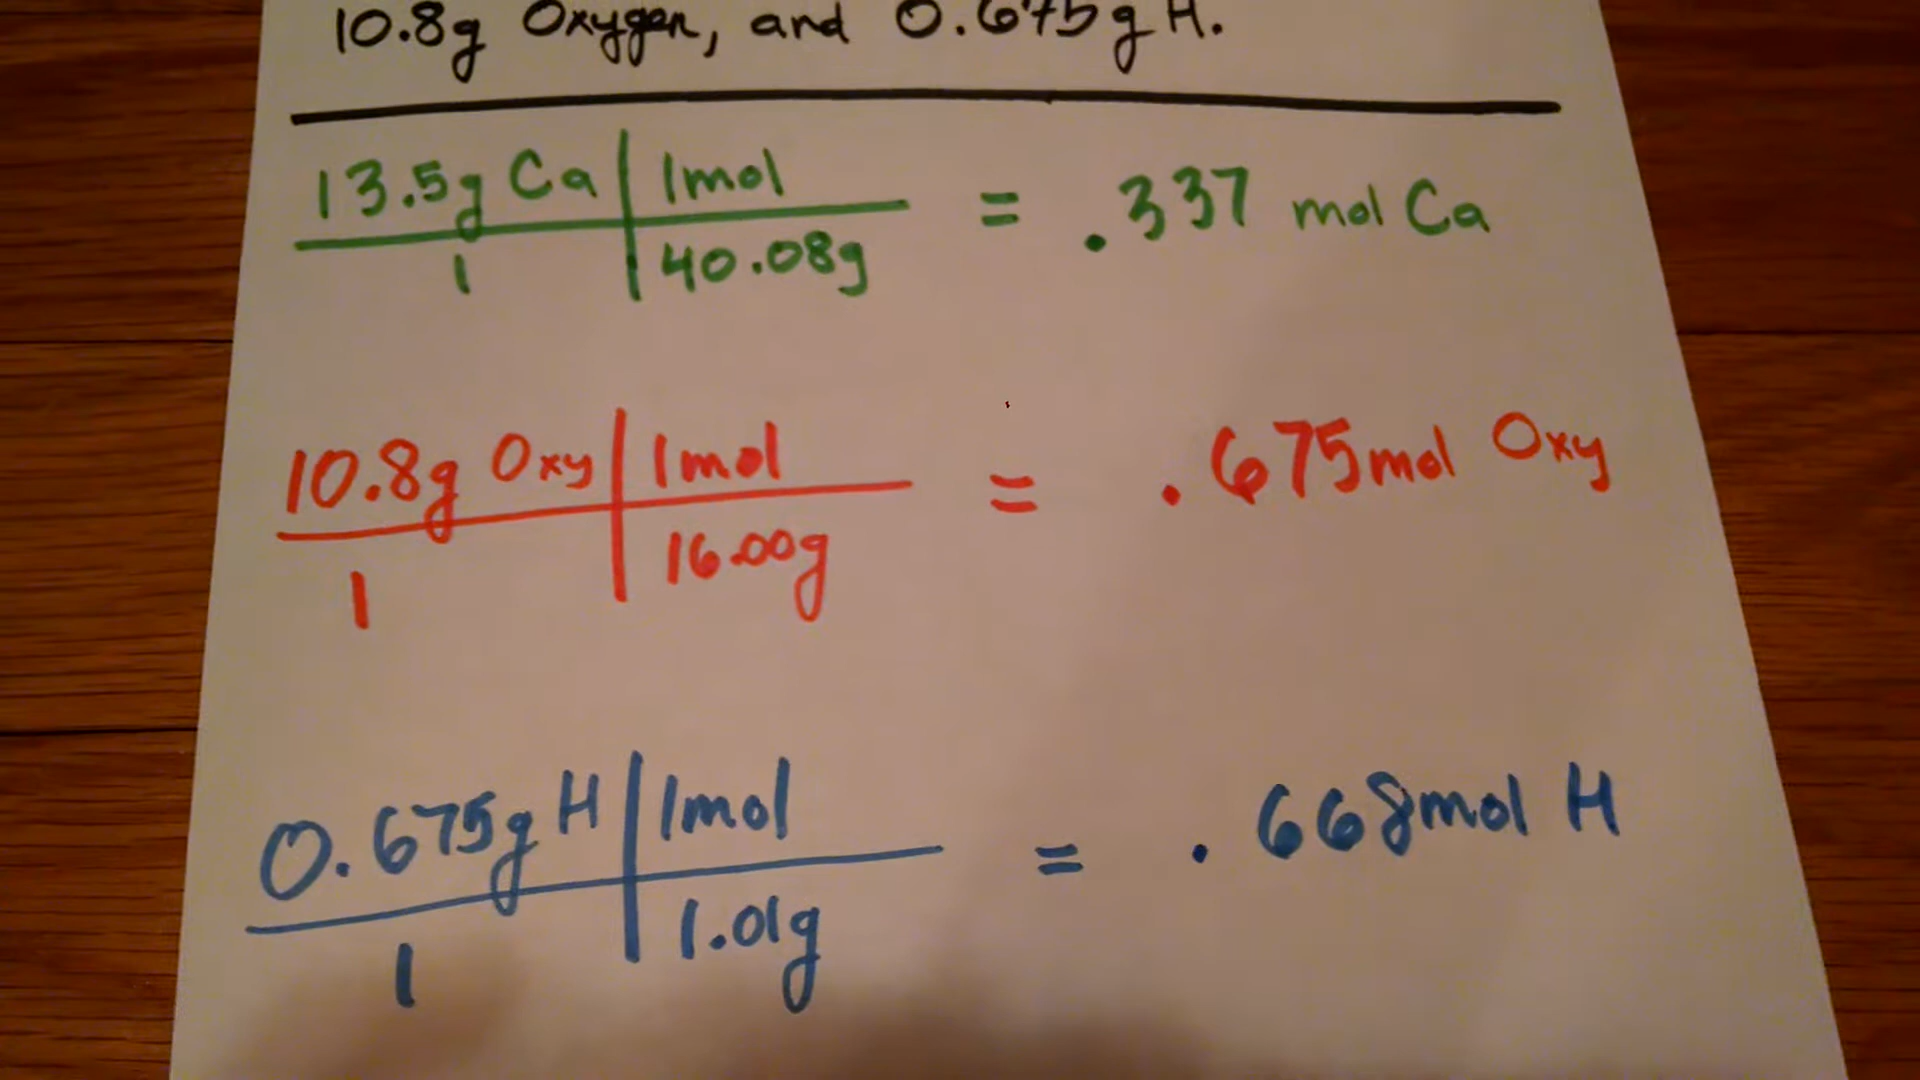 10.8g Oxygen, and 0.675g H.
13.5g Ca | 1mol
1 | 40.08g
= .337 mol Ca
10.8g Oxy | 1mol
1 | 16.00g
= .675mol Oxy
0.675g H | 1mol
1 | 1.01g
= .668mol H